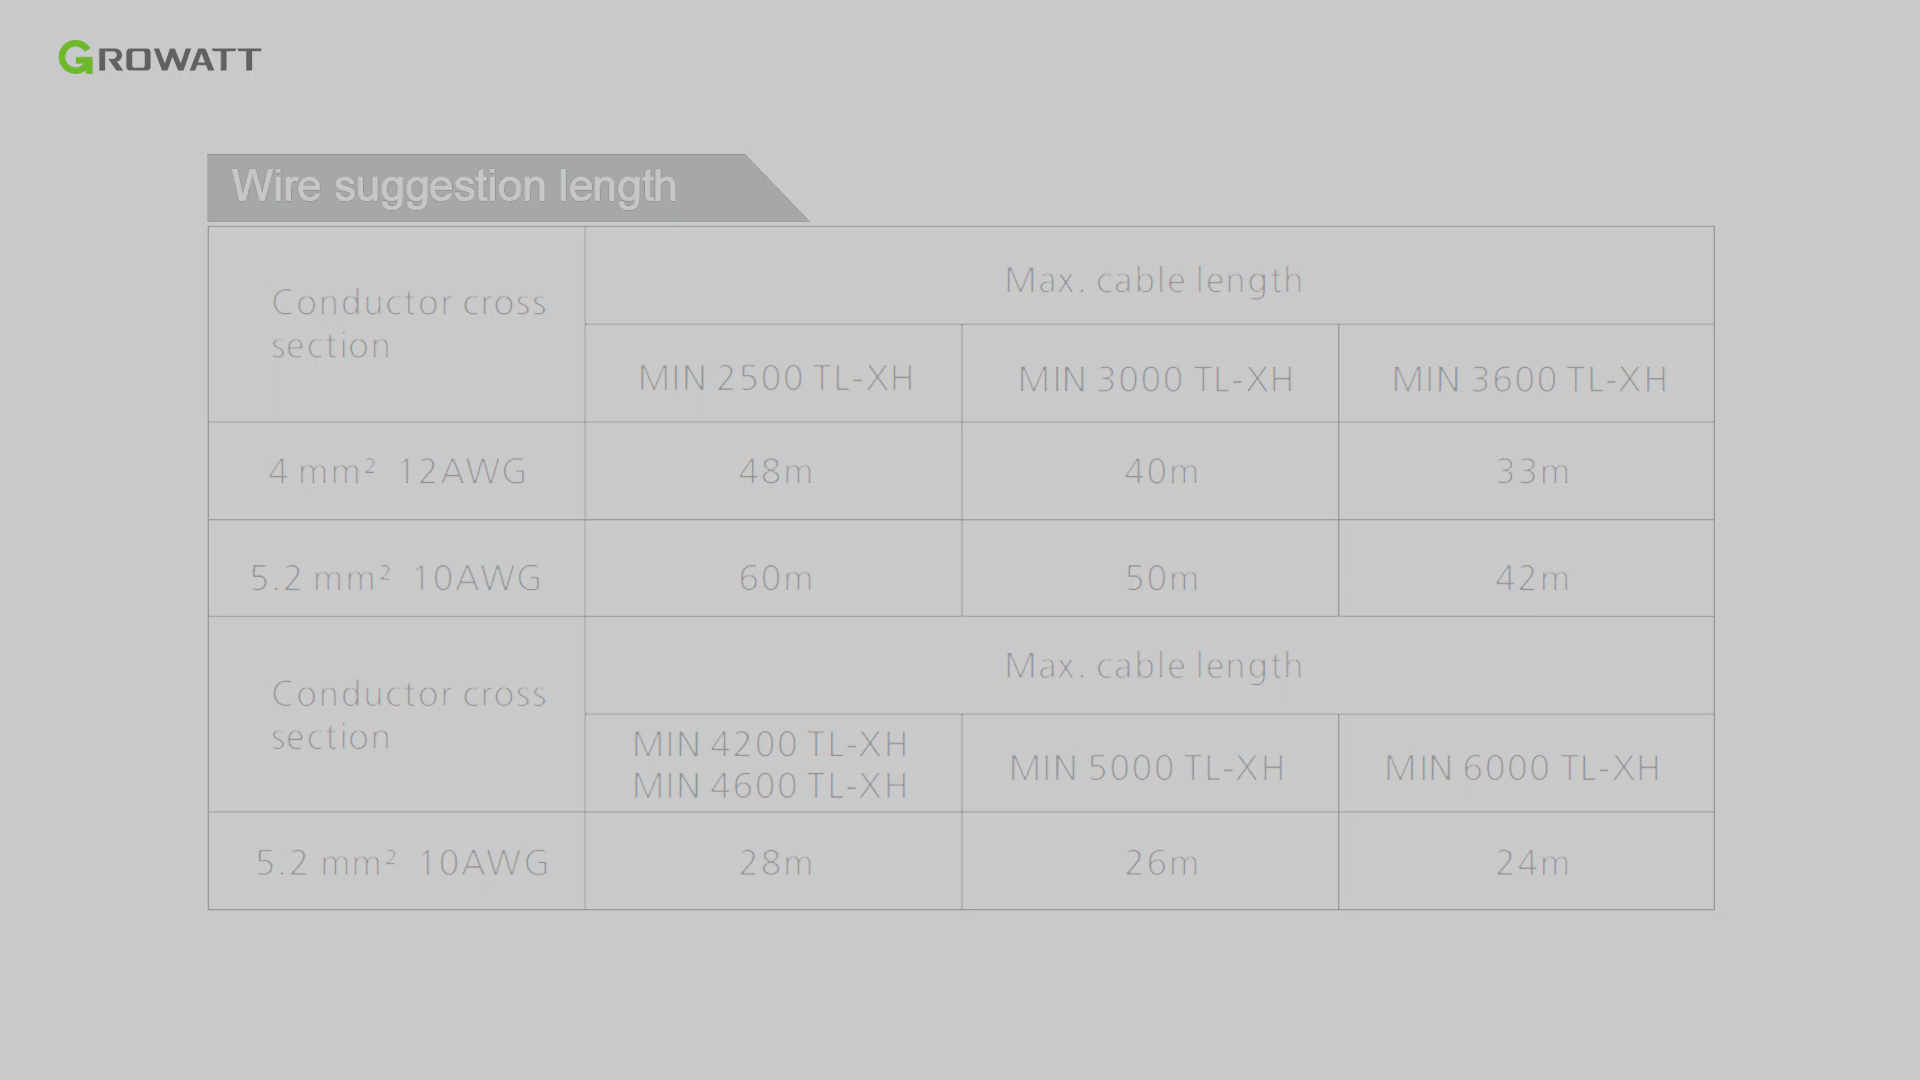 GROWATT
Wire suggestion length
Conductor cross
section
Max. cable length
MIN 2500 TL-XH
MIN 3000 TL-XH
MIN 3600 TL-XH
4 mm² 12AWG
48m
40m
33m
5.2 mm² 10AWG
60m
50m
42m
Conductor cross
section
Max. cable length
MIN 4200 TL-XH
MIN 4600 TL-XH
MIN 5000 TL-XH
MIN 6000 TL-XH
5.2 mm² 10AWG
28m
26m
24m